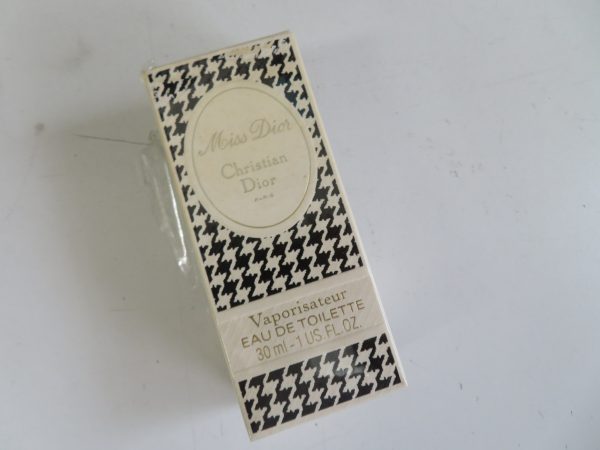 Miss Dior
Christian
Dior
PARIS
Vaporisateur
EAU DE TOILETTE
30 ml - 1 US. FL. OZ.